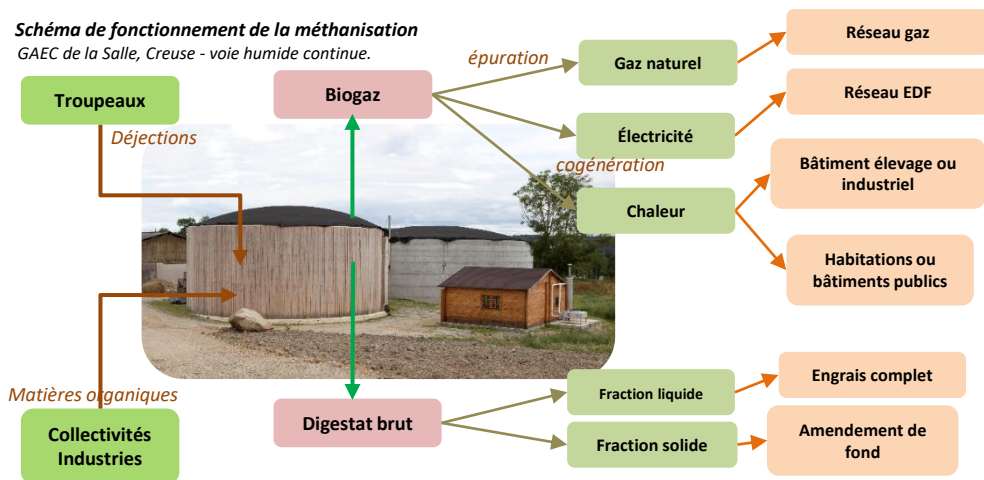 Schéma de fonctionnement de la méthanisation
GAEC de la Salle, Creuse - voie humide continue.
Troupeaux
Déjections
Matières organiques
Collectivités
Industries
Biogaz
Digestat brut
épuration
cogénération
Gaz naturel
Électricité
Chaleur
Fraction liquide
Fraction solide
Réseau gaz
Réseau EDF
Bâtiment élevage ou
industriel
Habitations ou
bâtiments publics
Engrais complet
Amendement de
fond